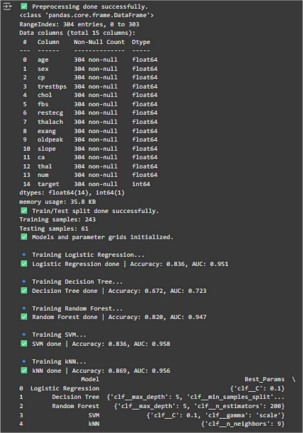 ✅ Preprocessing done successfully.
<class 'pandas.core.frame.DataFrame'>
RangeIndex: 304 entries, 0 to 303
Data columns (total 15 columns):
 #   Column    Non-Null Count  Dtype
---  ------    --------------  -----
 0   age       304 non-null    float64
 1   sex       304 non-null    float64
 2   cp        304 non-null    float64
 3   trestbps  304 non-null    float64
 4   chol      304 non-null    float64
 5   fbs       304 non-null    float64
 6   restecg   304 non-null    float64
 7   thalach   304 non-null    float64
 8   exang     304 non-null    float64
 9   oldpeak   304 non-null    float64
 10  slope     304 non-null    float64
 11  ca        304 non-null    float64
 12  thal      304 non-null    float64
 13  num       304 non-null    float64
 14  target    304 non-null    int64
dtypes: float64(14), int64(1)
memory usage: 35.8 KB
✅ Train/Test split done successfully.
Training samples: 243
Testing samples: 61
✅ Models and parameter grids initialized.
🔹 Training Logistic Regression...
✅ Logistic Regression done | Accuracy: 0.836, AUC: 0.951
🔹 Training Decision Tree...
✅ Decision Tree done | Accuracy: 0.672, AUC: 0.723
🔹 Training Random Forest...
✅ Random Forest done | Accuracy: 0.820, AUC: 0.947
🔹 Training SVM...
✅ SVM done | Accuracy: 0.836, AUC: 0.958
🔹 Training kNN...
✅ kNN done | Accuracy: 0.869, AUC: 0.956
Model Best_Params \
0 Logistic Regression {'clf__C': 0.1}
1 Decision Tree {'clf__max_depth': 5, 'clf__min_samples_split'...
2 Random Forest {'clf__max_depth': 5, 'clf__n_estimators': 200}
3 SVM {'clf__C': 0.1, 'clf__gamma': 'scale'}
4 kNN {'clf__n_neighbors': 9}